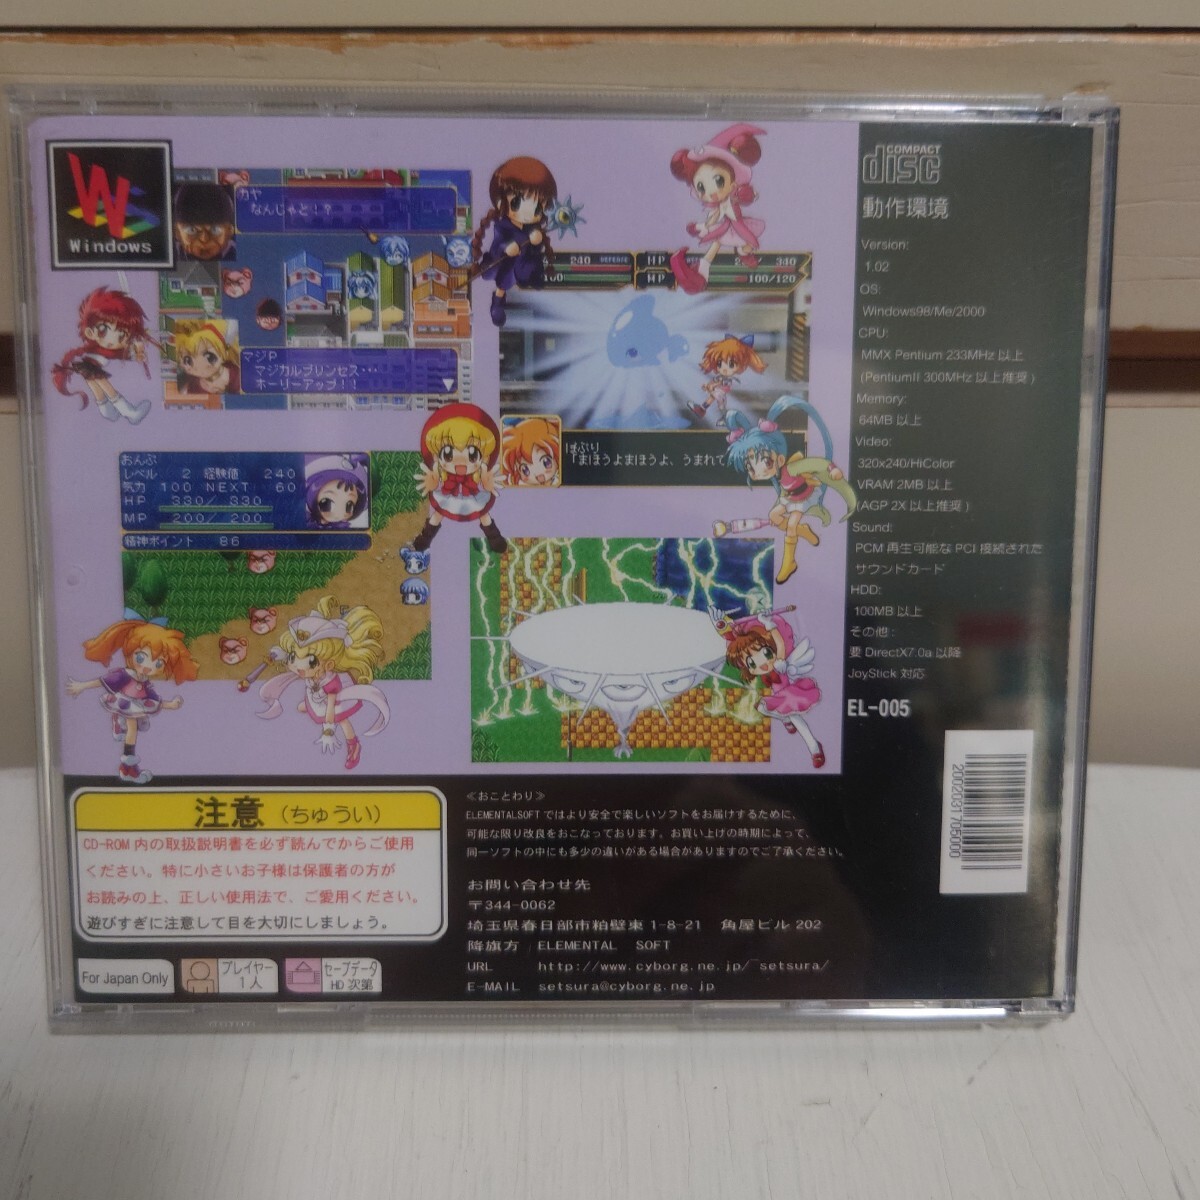 Windows
カヤ
なんじゃと！？
マジP
マジカルプリンセス・・・
ホーリーアップ！！
240 DEFENCE HP 340
100 MP 100/120
ぽぷり
「まほうよまほうよ、うまれて
おんぷ
レベル 2 経験値 240
気力 100 NEXT 60
HP 330/ 330
MP 200/ 200
精神ポイント 86
COMPACT
disc
動作環境
Version:
1.02
OS:
Windows98/Me/2000
CPU:
MMX Pentium 233MHz 以上
(PentiumII 300MHz 以上推奨)
Memory:
64MB 以上
Video:
320x240/HiColor
VRAM 2MB 以上
(AGP 2X 以上推奨)
Sound:
PCM 再生可能な PCI 接続された
サウンドカード
HDD:
100MB 以上
その他:
要 DirectX7.0a 以降
JoyStick 対応
EL-005
2002031705000
注意（ちゅうい）
CD-ROM 内の取扱説明書を必ず読んでからご使用
ください。特に小さいお子様は保護者の方が
お読みの上、正しい使用法で、ご愛用ください。
遊びすぎに注意して目を大切にしましょう。
For Japan Only
プレイヤー
1人
セーブデータ
HD 次第
≪おことわり≫
ELEMENTALSOFTではより安全で楽しいソフトをお届けするために、
可能な限り改良をおこなっております。お買い上げの時期によって、
同一ソフトの中にも多少の違いがある場合がありますのでご了承ください。
お問い合わせ先
〒344-0062
埼玉県春日部市粕壁東 1-8-21 角屋ビル 202
降旗方 ELEMENTAL SOFT
URL http://www.cyborg.ne.jp/~setsura/
E-MAIL setsura@cyborg.ne.jp